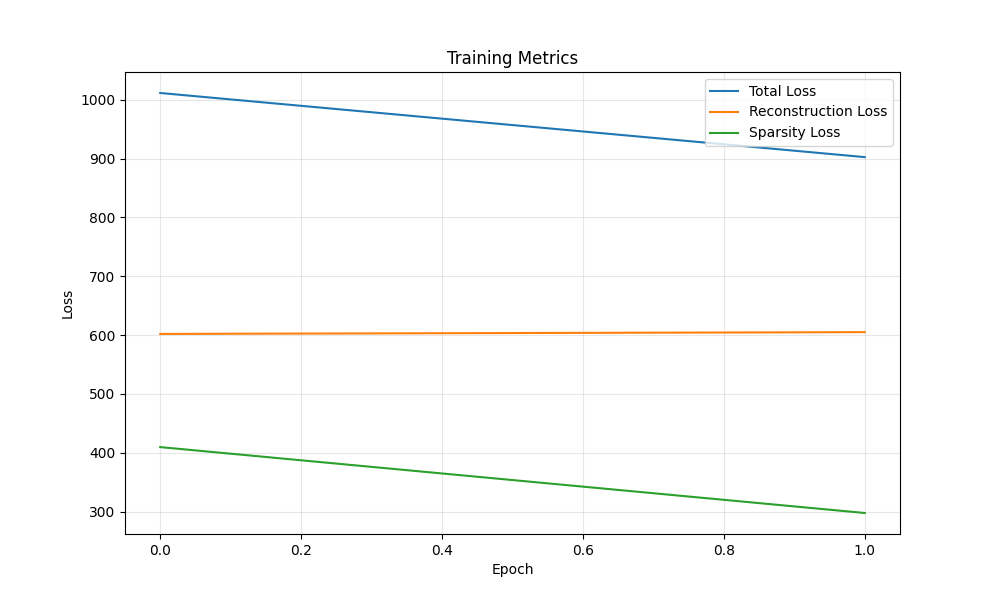 Training Metrics
Total Loss
Reconstruction Loss
Sparsity Loss
1000
900
800
700
600
500
400
300
Loss
0.0 0.2 0.4 0.6 0.8 1.0
Epoch